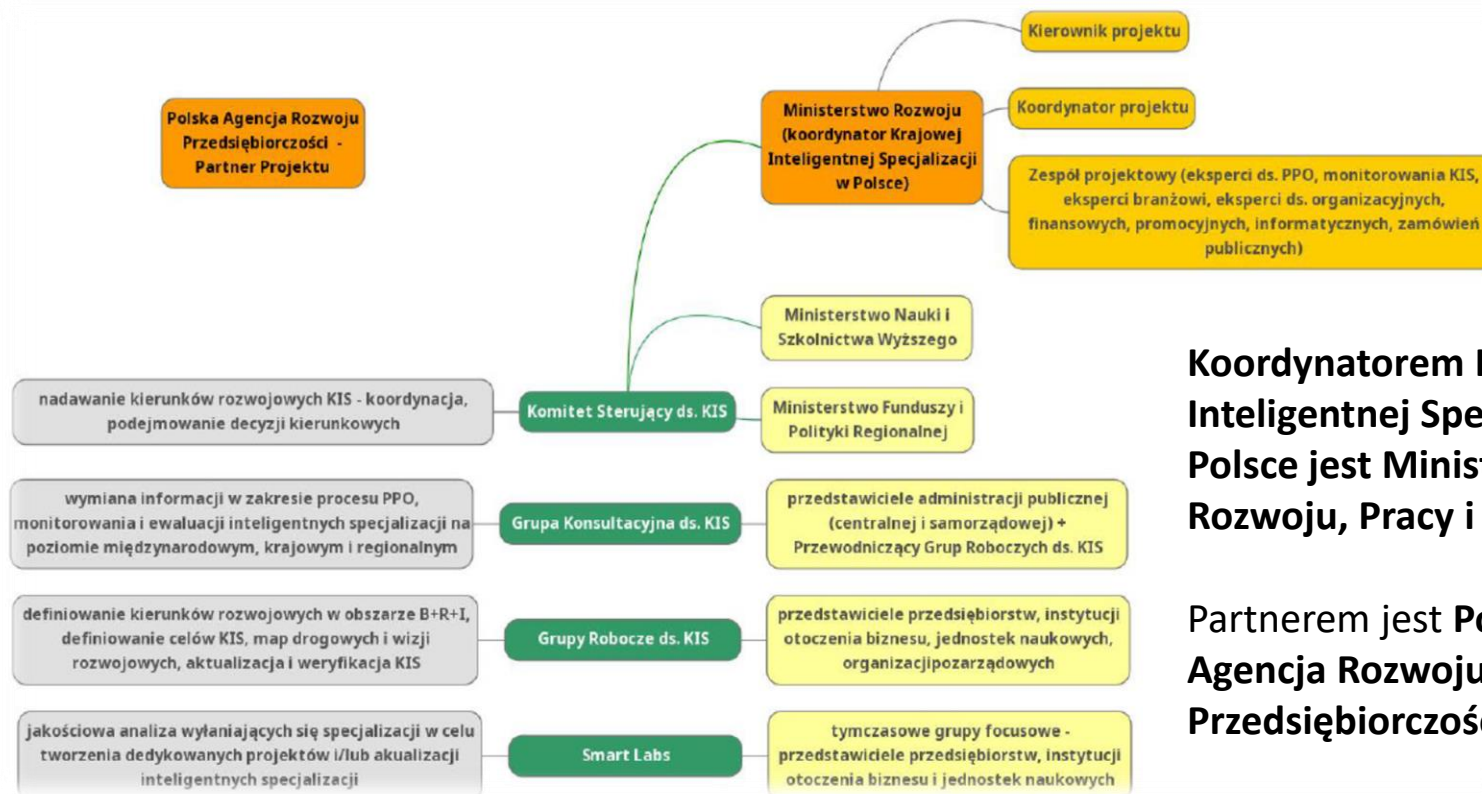 Kierownik projektu
Polska Agencja Rozwoju
Przedsiębiorczości -
Partner Projektu
Ministerstwo Rozwoju
(koordynator Krajowej
Inteligentnej Specjalizacji
w Polsce)
Koordynator projektu
Zespół projektowy (eksperci ds. PPO, monitorowania KIS,
eksperci branżowi, eksperci ds. organizacyjnych,
finansowych, promocyjnych, informatycznych, zamówień
publicznych)
Ministerstwo Nauki i
Szkolnictwa Wyższego
nadawanie kierunków rozwojowych KIS - koordynacja,
podejmowanie decyzji kierunkowych
Komitet Sterujący ds. KIS
Ministerstwo Funduszy i
Polityki Regionalnej
wymiana informacji w zakresie procesu PPO,
monitorowania i ewaluacji inteligentnych specjalizacji na
poziomie międzynarodowym, krajowym i regionalnym
Grupa Konsultacyjna ds. KIS
przedstawiciele administracji publicznej
(centralnej i samorządowej) +
Przewodniczący Grup Roboczych ds. KIS
definiowanie kierunków rozwojowych w obszarze B+R+I,
definiowanie celów KIS, map drogowych i wizji
rozwojowych, aktualizacja i weryfikacja KIS
Grupy Robocze ds. KIS
przedstawiciele przedsiębiorstw, instytucji
otoczenia biznesu, jednostek naukowych,
organizacjipozarządowych
jakościowa analiza wyłaniających się specjalizacji w celu
tworzenia dedykowanych projektów i/lub akualizacji
inteligentnych specjalizacji
Smart Labs
tymczasowe grupy focusowe -
przedstawiciele przedsiębiorstw, instytucji
otoczenia biznesu i jednostek naukowych
Koordynatorem
Inteligentnej
Polsce jest
Rozwoju, Pracy i
Partnerem jest
Agencja Rozwoju